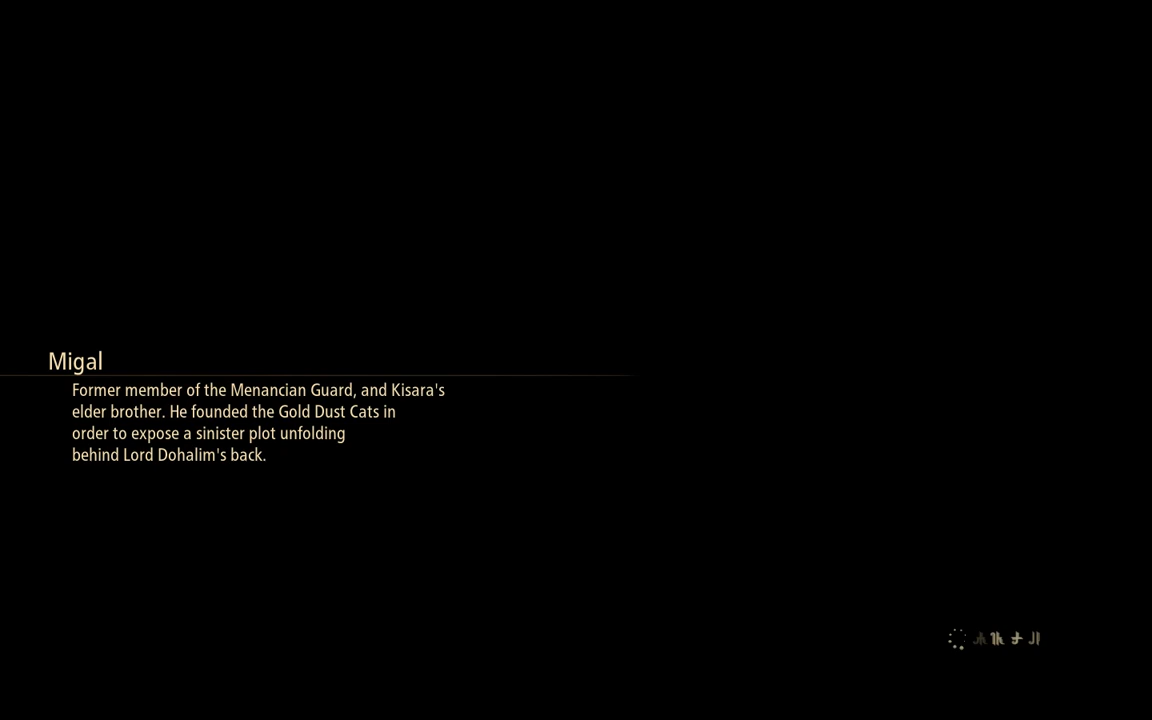 Migal
Former member of the Menancian Guard, and Kisara's
elder brother. He founded the Gold Dust Cats in
order to expose a sinister plot unfolding
behind Lord Dohalim's back.